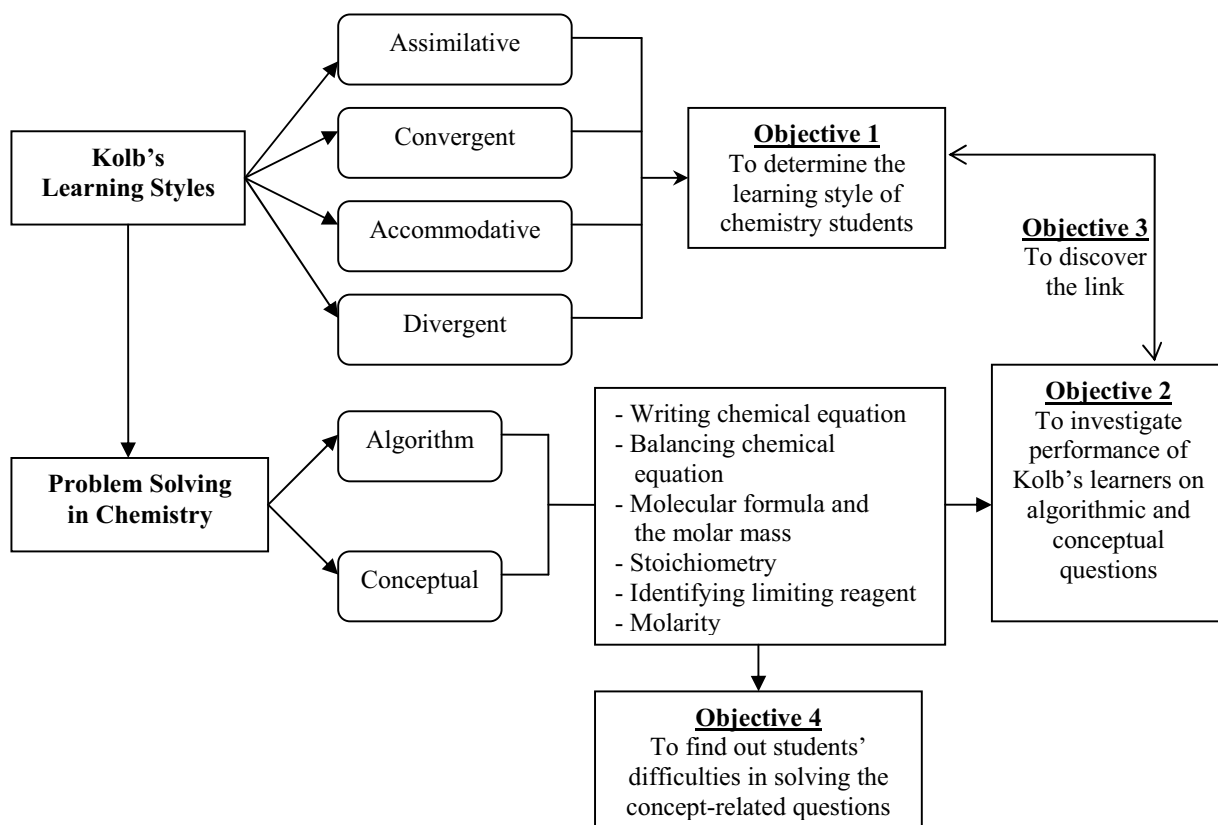 Assimilative
Convergent
Accommodative
Divergent
Kolb’s
Learning Styles
Objective 1
To determine the
learning style of
chemistry students
Objective 3
To discover
the link
Problem Solving
in Chemistry
Algorithm
Conceptual
- Writing chemical equation
- Balancing chemical
equation
- Molecular formula and
the molar mass
- Stoichiometry
- Identifying limiting reagent
- Molarity
Objective 2
To investigate
performance of
Kolb’s learners on
algorithmic and
conceptual
questions
Objective 4
To find out students’
difficulties in solving the
concept-related questions